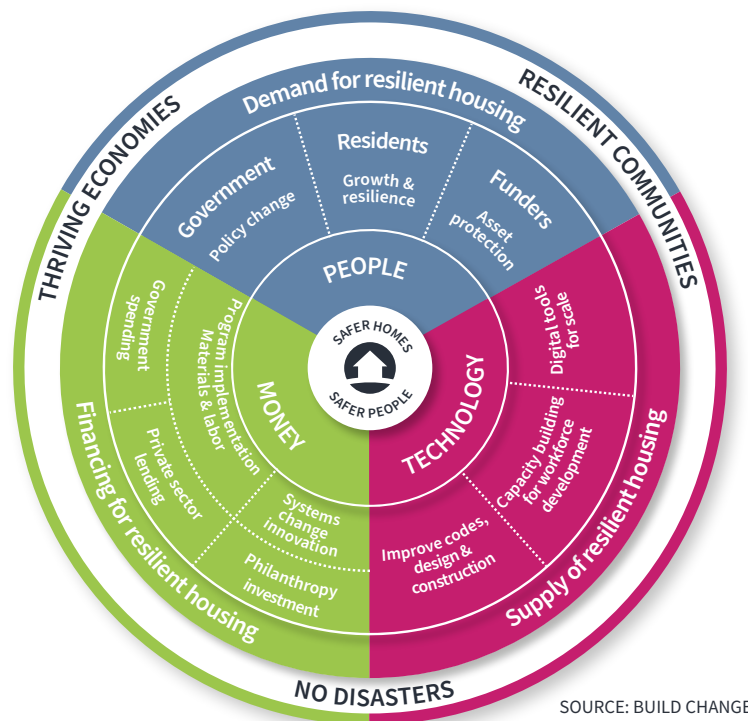 THRIVING ECONOMIES
RESILIENT COMMUNITIES
NO DISASTERS
Demand for resilient housing
Government
Policy change
Residents
Growth &
resilience
Funders
Asset
protection
PEOPLE
SAFER HOMES
SAFER PEOPLE
TECHNOLOGY
Digital tools
for scale
Capacity building
for workforce
development
Improve codes,
design &
construction
Supply of resilient housing
MONEY
Program implementation
Materials & labor
Government
spending
Private sector
lending
Systems
change
innovation
Philanthropy
investment
Financing for resilient housing
SOURCE: BUILD CHANGE